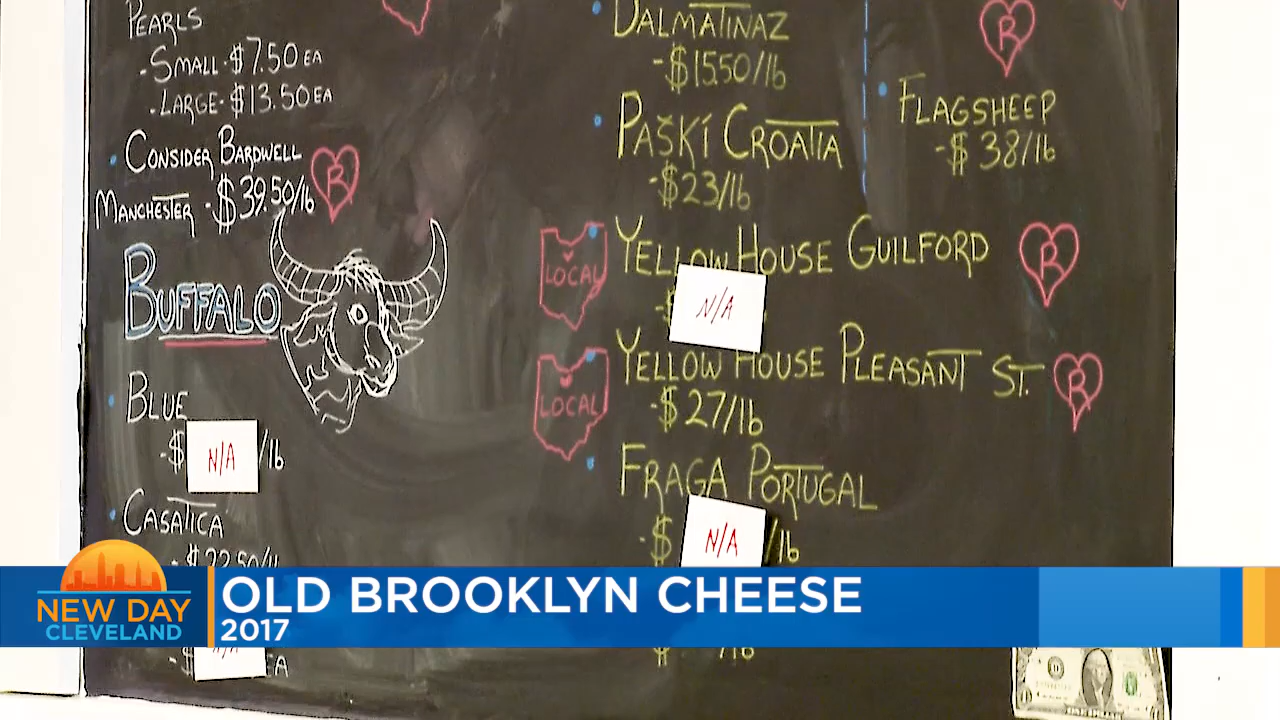 PEARLS
-SMALL-$7.50 EA
-LARGE-$13.50 EA
CONSIDER BARDWELL
MANCHESTER -$39.50/lb
R
BUFFALO
BLUE
-$ N/A /lb
CASATICA
DALMATINAZ
-$15.50/lb
PAŠKI CROATIA
-$23/lb
LOCAL
YELLOW HOUSE GUILFORD
R
N/A
LOCAL
YELLOW HOUSE PLEASANT ST.
R
-$27/lb
FRAGA PORTUGAL
-$ N/A /lb
R
FLAGSHEEP
-$38/lb
NEW DAY
CLEVELAND
OLD BROOKLYN CHEESE
2017